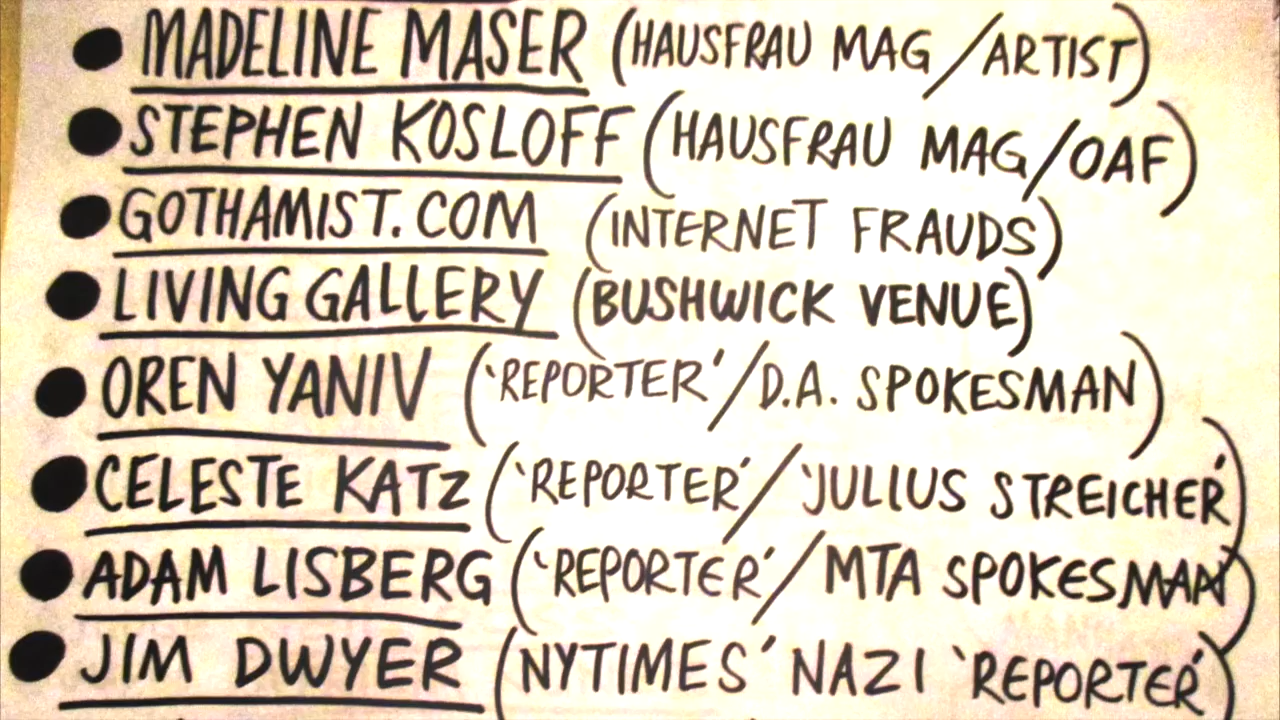 ● MADELINE MASER (HAUSFRAU MAG /ARTIST)
● STEPHEN KOSLOFF (HAUSFRAU MAG/OAF)
● GOTHAMIST.COM (INTERNET FRAUDS)
● LIVING GALLERY (BUSHWICK VENUE)
● OREN YANIV ('REPORTER'/D.A. SPOKESMAN)
● CELESTE KATZ ('REPORTER'/'JULIUS STREICHER')
● ADAM LISBERG ('REPORTER'/MTA SPOKESMAN)
● JIM DWYER (NYTIMES' NAZI 'REPORTER')